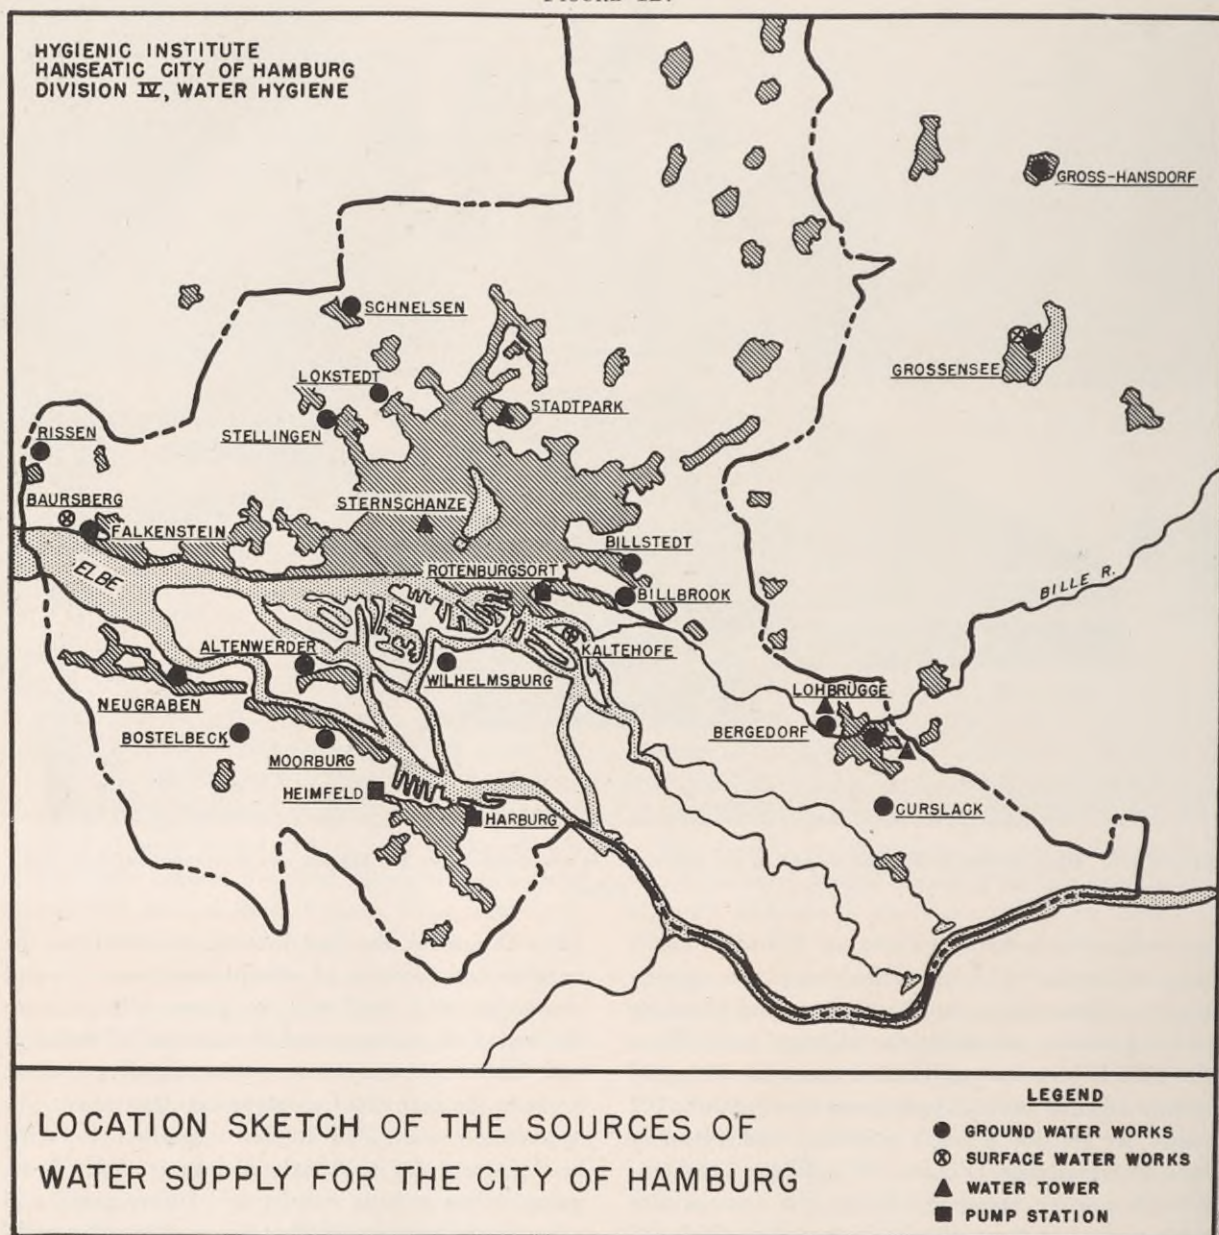 HYGIENIC INSTITUTE
HANSEATIC CITY OF HAMBURG
DIVISION IV, WATER HYGIENE
GROSS-HANSDORF
SCHNELSEN
GROSSENSEE
LOKSTEDT
STADTPARK
STELLINGEN
RISSEN
BAURSBERG
STERNSCHANZE
FALKENSTEIN
BILLSTEDT
ELBE
ROTENBURGSORT
BILLBROOK
BILLE R.
ALTENWERDER
KALTEHOFE
WILHELMSBURG
LOHBRÜGGE
NEUGRABEN
BERGEDORF
BOSTELBECK
MOORBURG
HEIMFELD
CURSLACK
HARBURG
LOCATION SKETCH OF THE SOURCES OF
WATER SUPPLY FOR THE CITY OF HAMBURG
LEGEND
GROUND WATER WORKS
SURFACE WATER WORKS
WATER TOWER
PUMP STATION